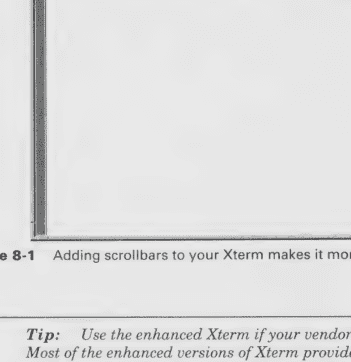 e 8-1 Adding scrollbars to your Xterm makes it mor
Tip: Use the enhanced Xterm if your vendor
Most of the enhanced versions of Xterm provide